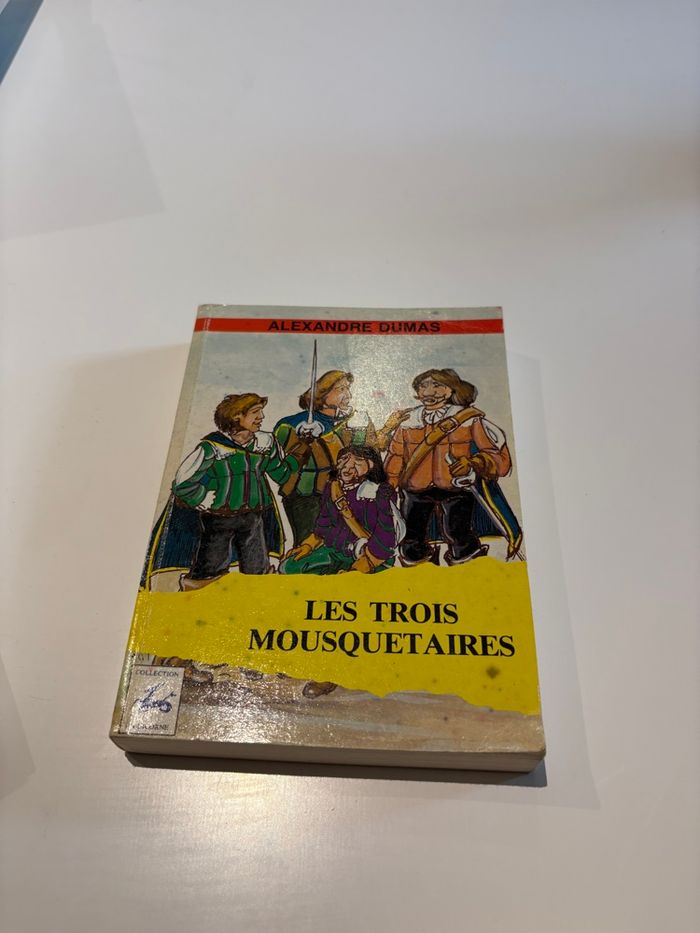 ALEXANDRE DUMAS
LES TROIS
MOUSQUETAIRES
COLLECTION